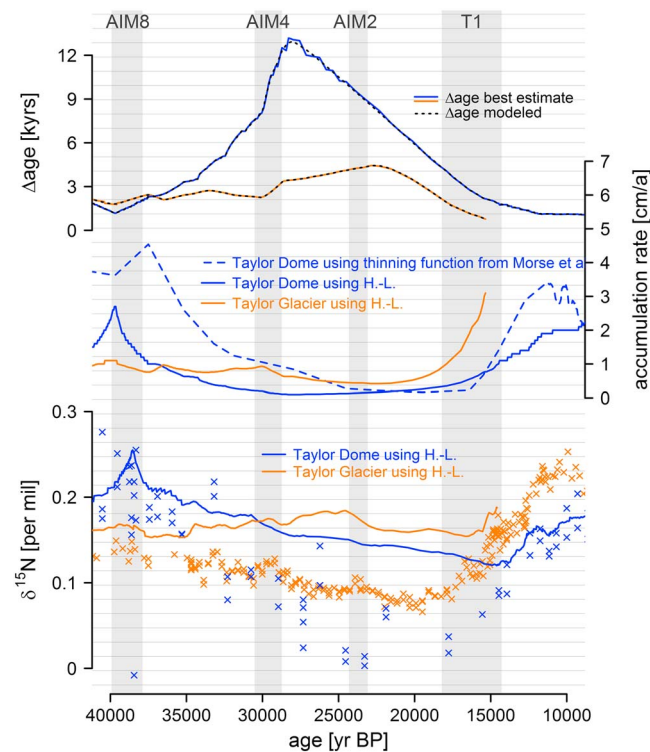 AIM8 AIM4 AIM2 T1
12
9
6
3
0
Δage [kyrs]
Δage best estimate
Δage modeled
7
6
5
4
3
2
1
0
accumulation rate [cm/a]
Taylor Dome using thinning function from Morse et a
Taylor Dome using H.-L.
Taylor Glacier using H.-L.
0.3
0.2
0.1
0
δ¹⁵N [per mil]
Taylor Dome using H.-L.
Taylor Glacier using H.-L.
40000 35000 30000 25000 20000 15000 10000
age [yr BP]